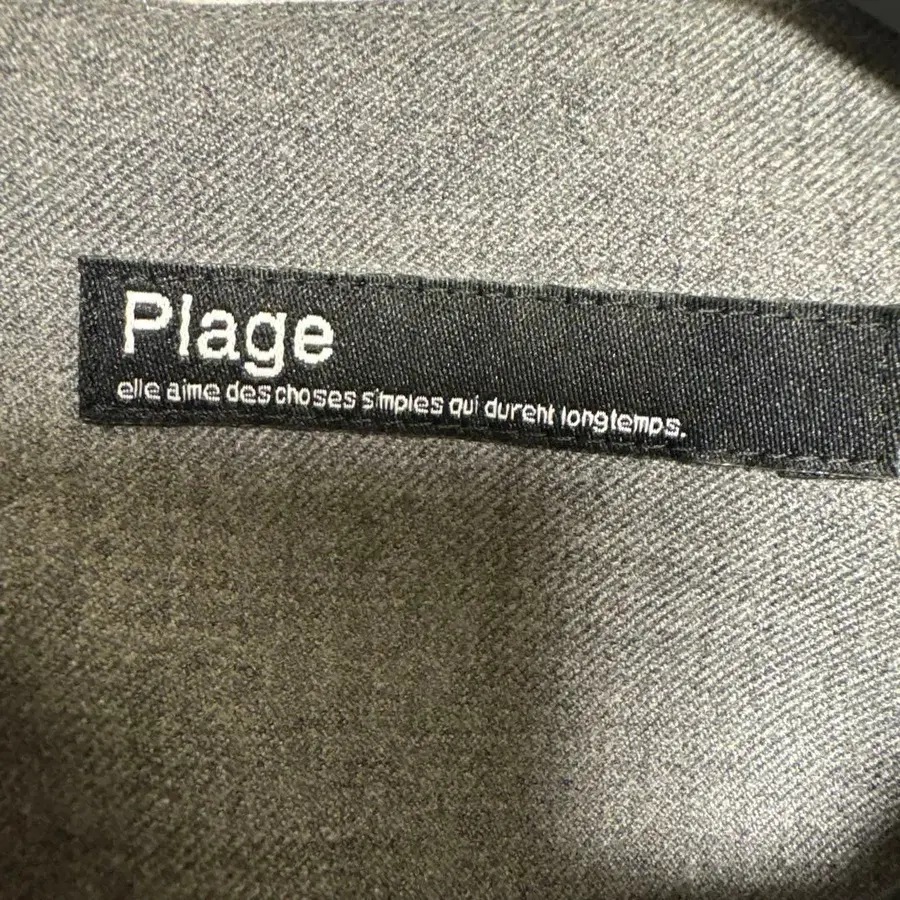 Plage
elle aime des choses simples qui durent longtemps.